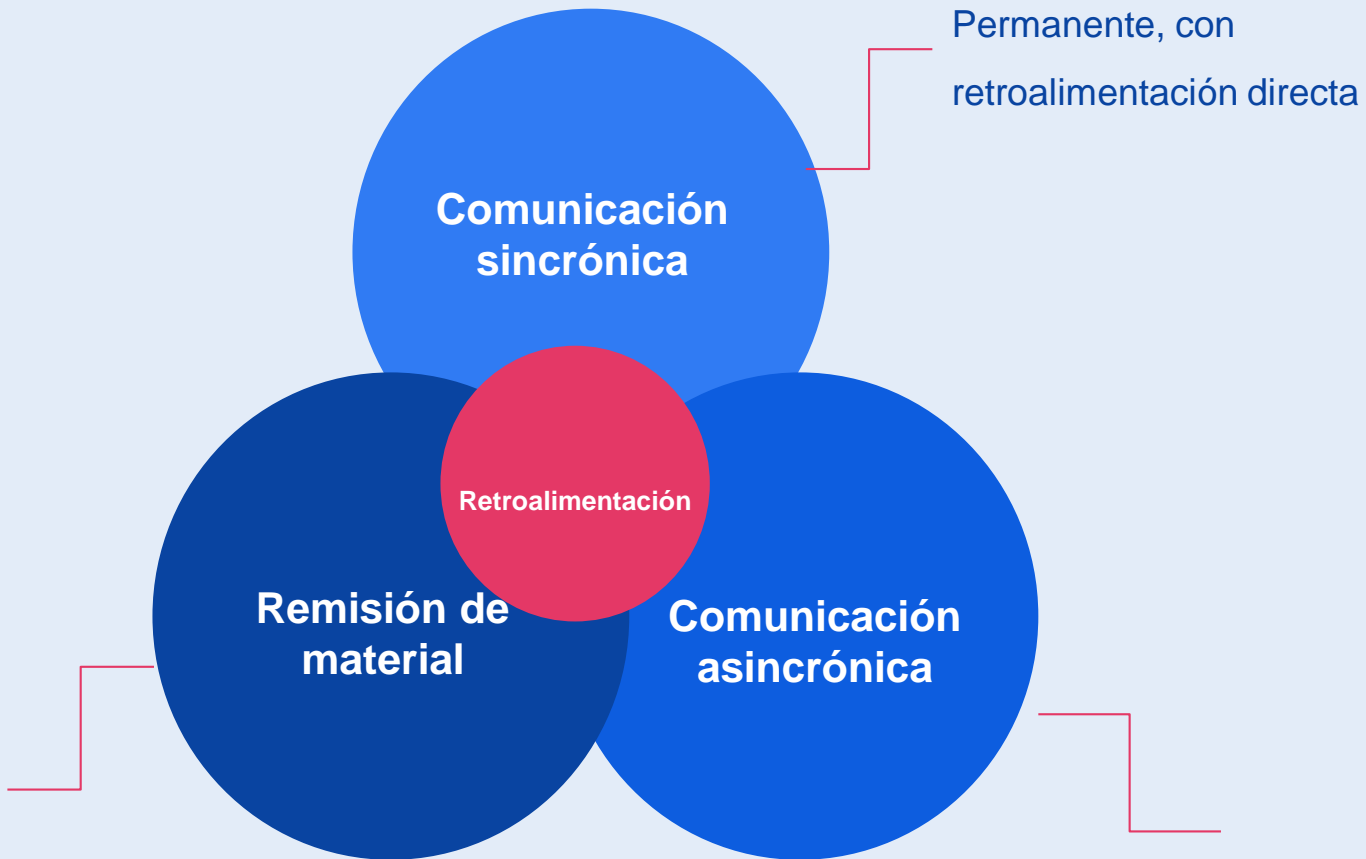 Permanente, con
retroalimentación directa
Comunicación
sincrónica
Retroalimentación
Remisión de
material
Comunicación
asincrónica